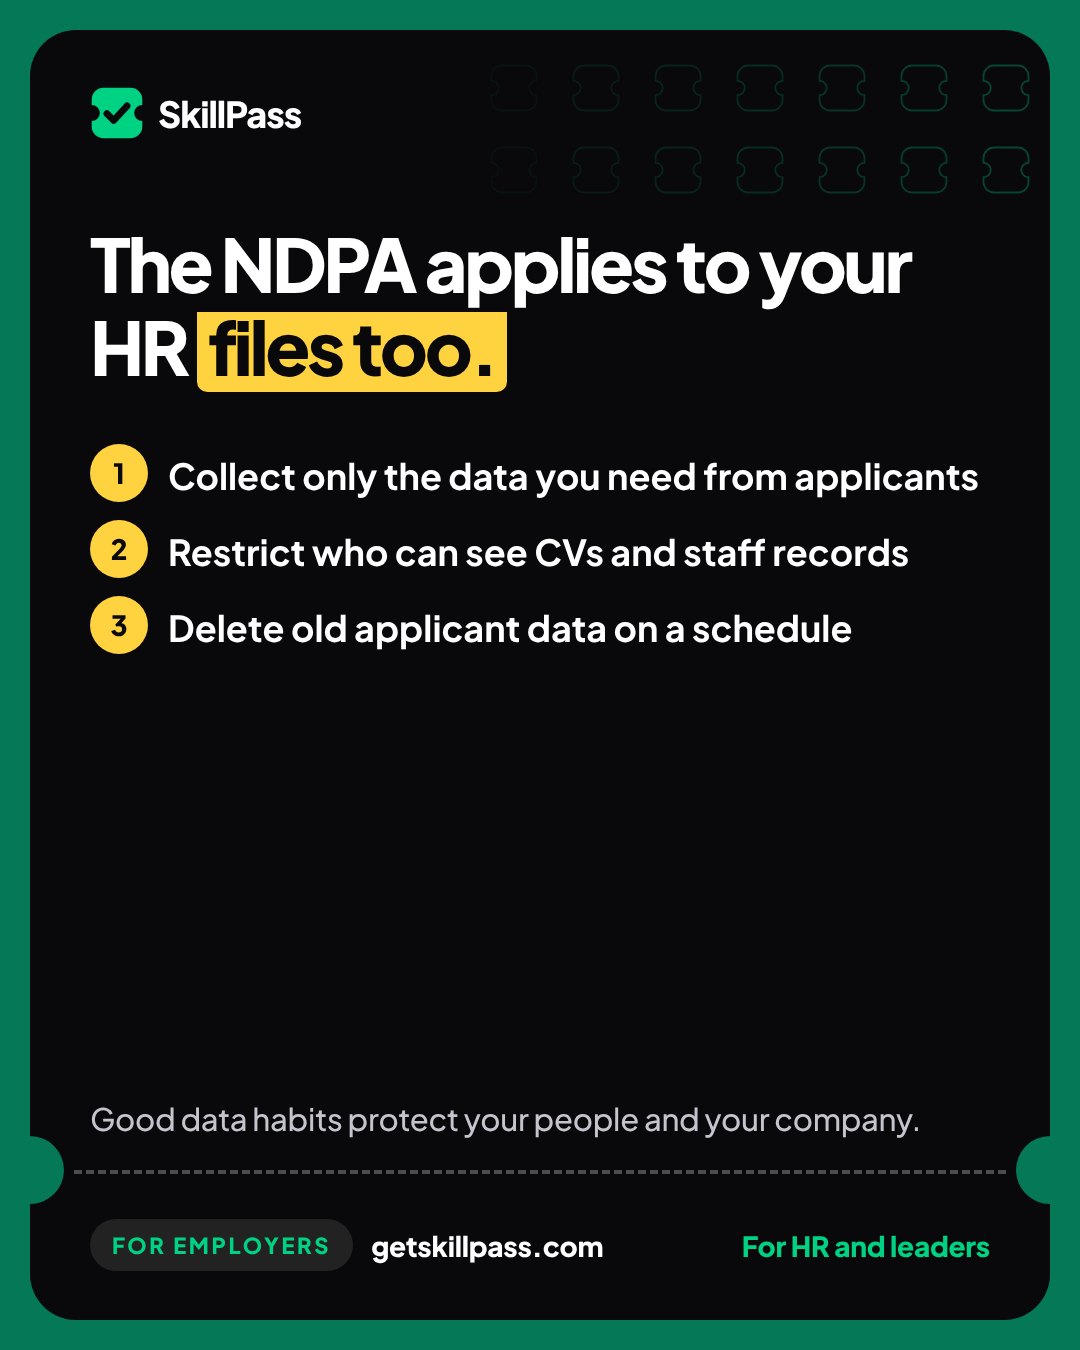 SkillPass
The NDPA applies to your
HR files too.
1 Collect only the data you need from applicants
2 Restrict who can see CVs and staff records
3 Delete old applicant data on a schedule
Good data habits protect your people and your company.
FOR EMPLOYERS getskillpass.com For HR and leaders